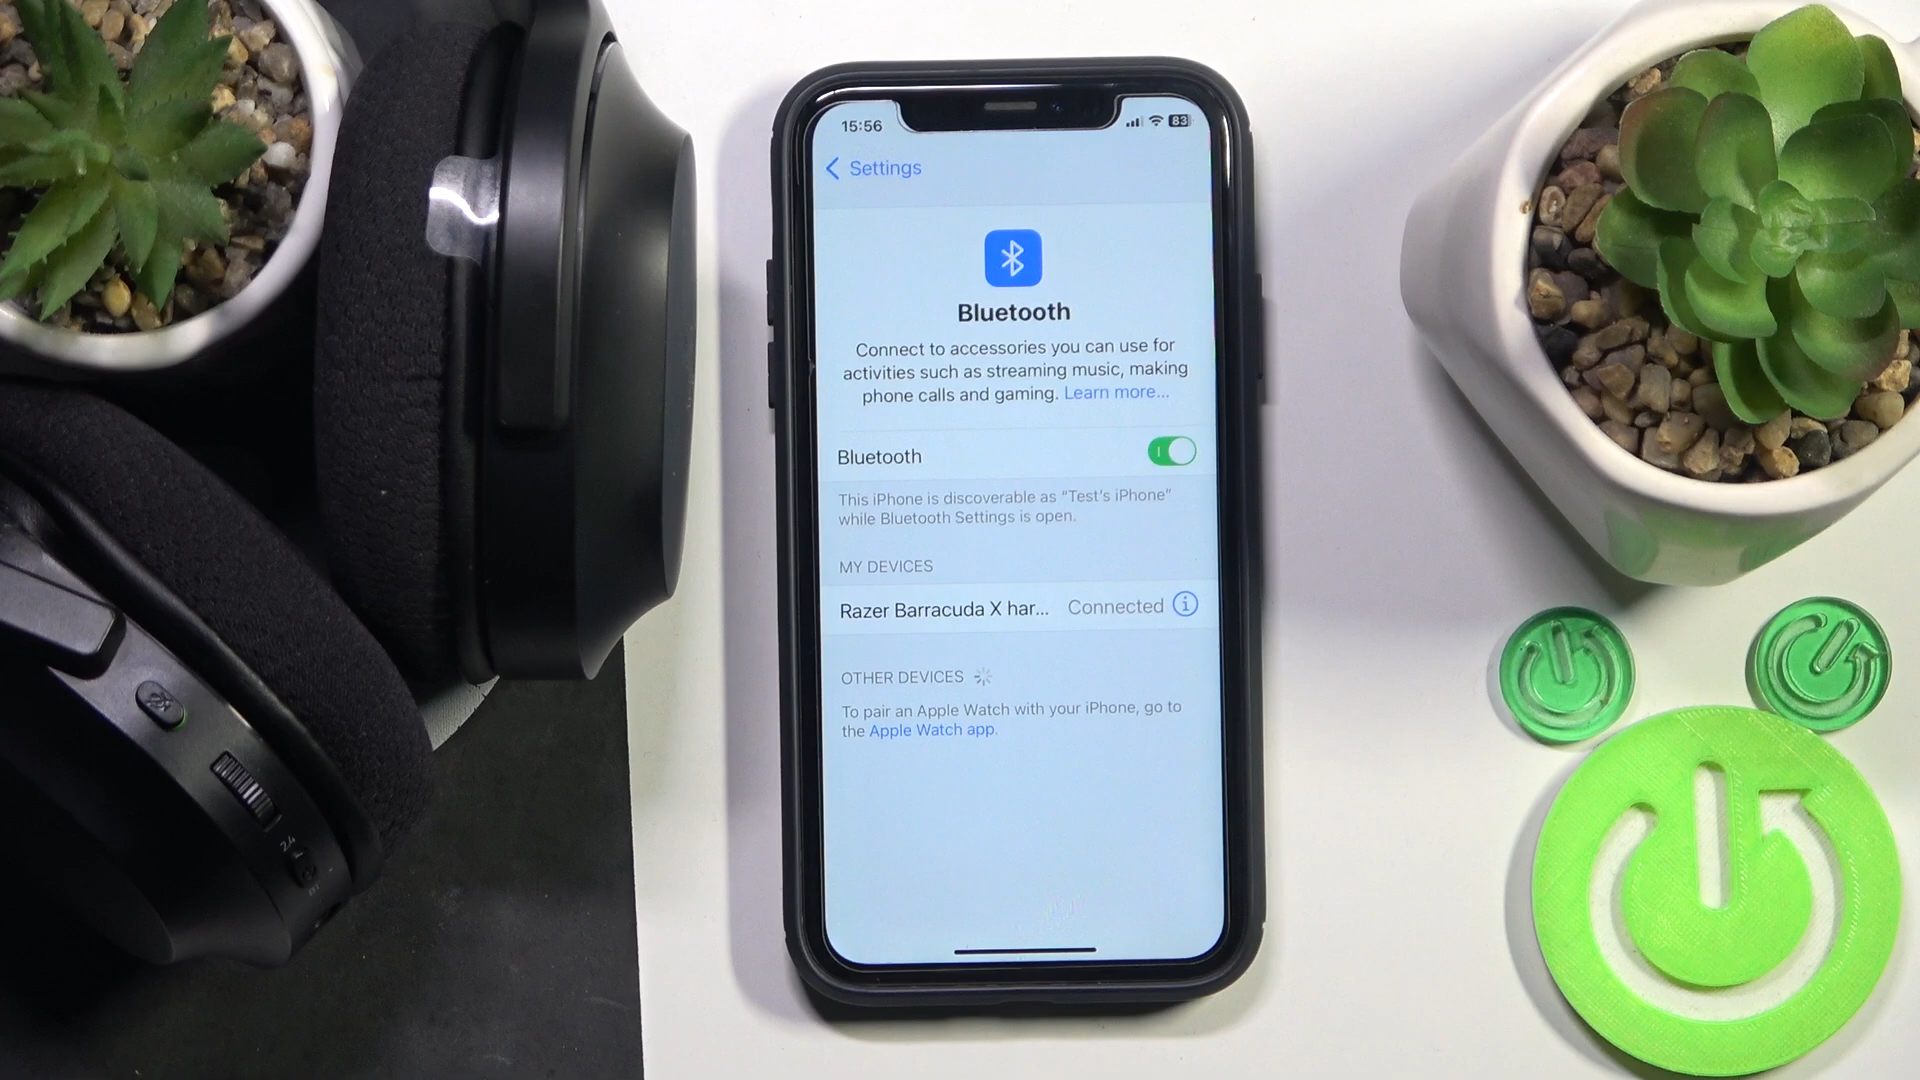 15:56
83
Settings
Bluetooth
Connect to accessories you can use for
activities such as streaming music, making
phone calls and gaming. Learn more...
Bluetooth
This iPhone is discoverable as “Test's iPhone”
while Bluetooth Settings is open.
MY DEVICES
Razer Barracuda X har... Connected
OTHER DEVICES
To pair an Apple Watch with your iPhone, go to
the Apple Watch app.
2.4